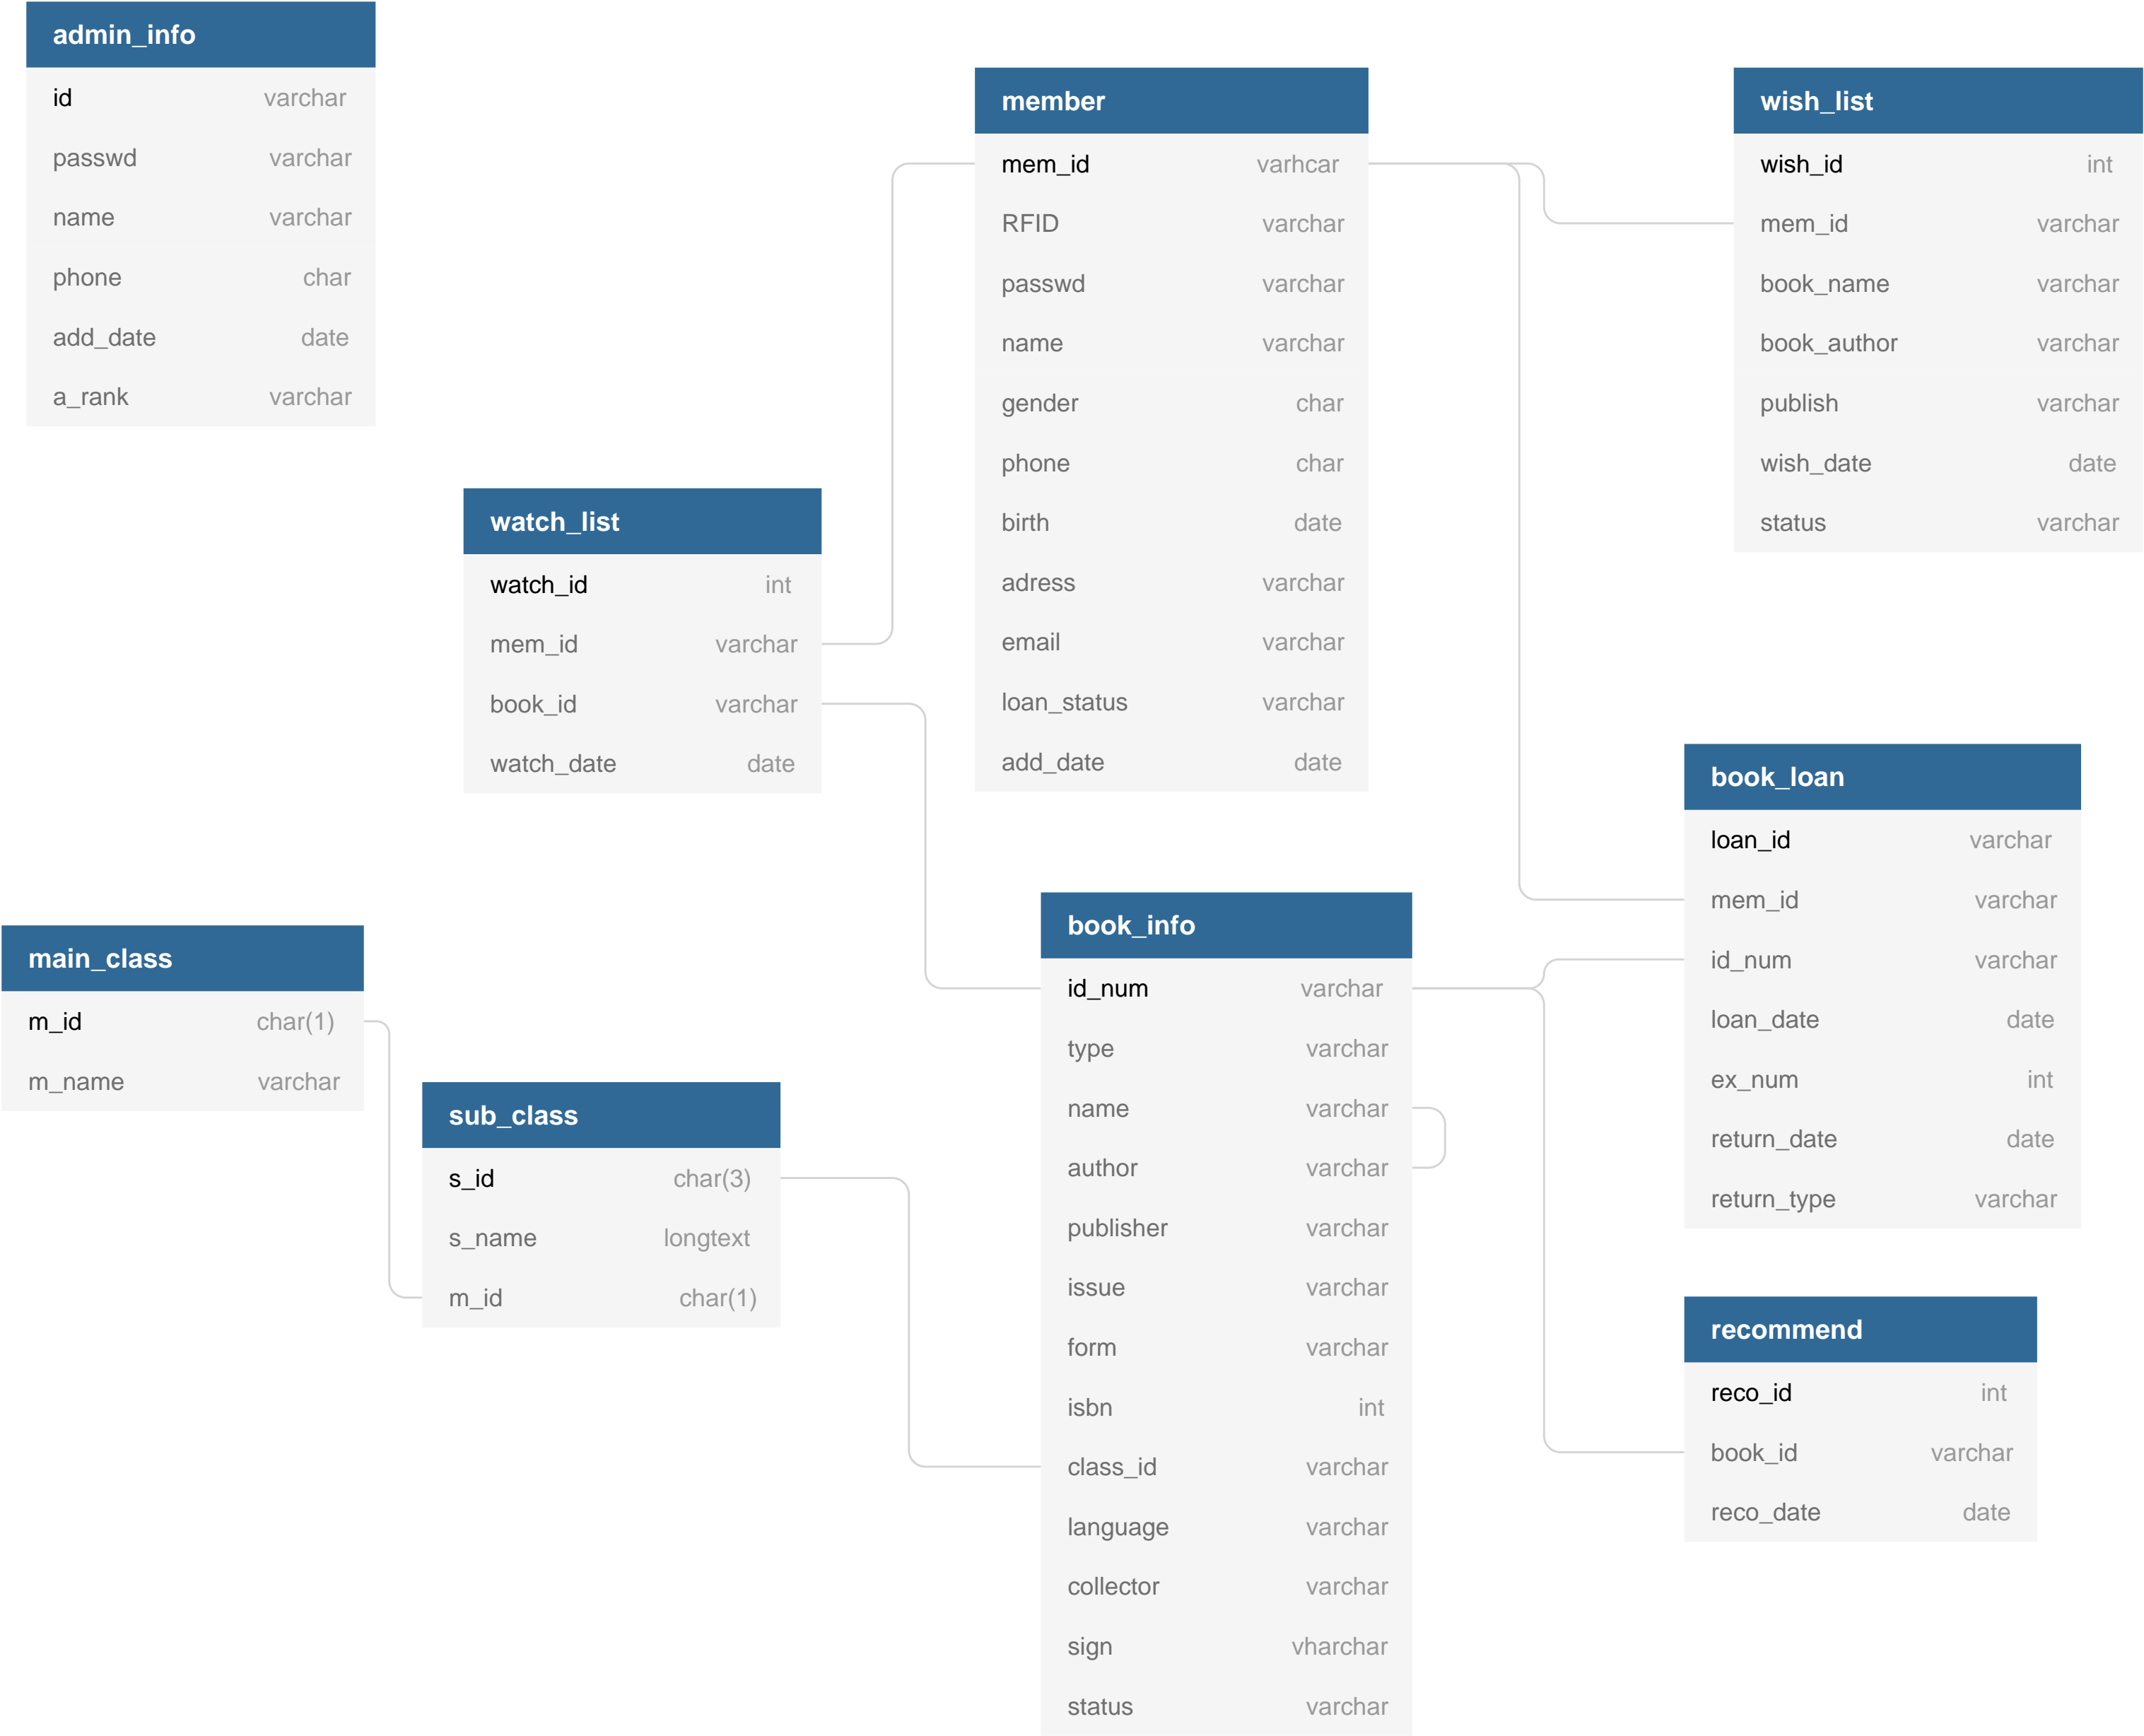 admin_info
id varchar
passwd varchar
name varchar
phone char
add_date date
a_rank varchar
member
mem_id varhcar
RFID varchar
passwd varchar
name varchar
gender char
phone char
birth date
adress varchar
email varchar
loan_status varchar
add_date date
wish_list
wish_id int
mem_id varchar
book_name varchar
book_author varchar
publish varchar
wish_date date
status varchar
watch_list
watch_id int
mem_id varchar
book_id varchar
watch_date date
book_loan
loan_id varchar
mem_id varchar
id_num varchar
loan_date date
ex_num int
return_date date
return_type varchar
main_class
m_id char(1)
m_name varchar
sub_class
s_id char(3)
s_name longtext
m_id char(1)
book_info
id_num varchar
type varchar
name varchar
author varchar
publisher varchar
issue varchar
form varchar
isbn int
class_id varchar
language varchar
collector varchar
sign vharchar
status varchar
recommend
reco_id int
book_id varchar
reco_date date